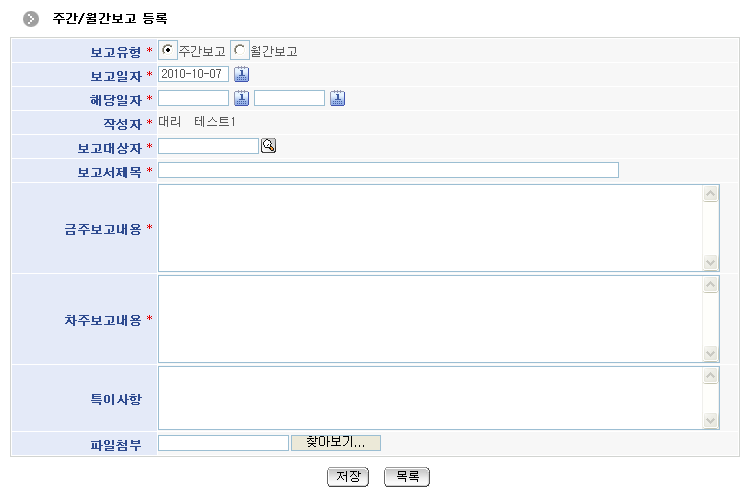 주간/월간보고 등록
보고유형 * 주간보고 월간보고
보고일자 * 2010-10-07 1
해당일자 * 1 1
작성자 * 대리 테스트1
보고대상자 *
보고서제목 *
금주보고내용 *
차주보고내용 *
특이사항
파일첨부 찾아보기...
저장 목록